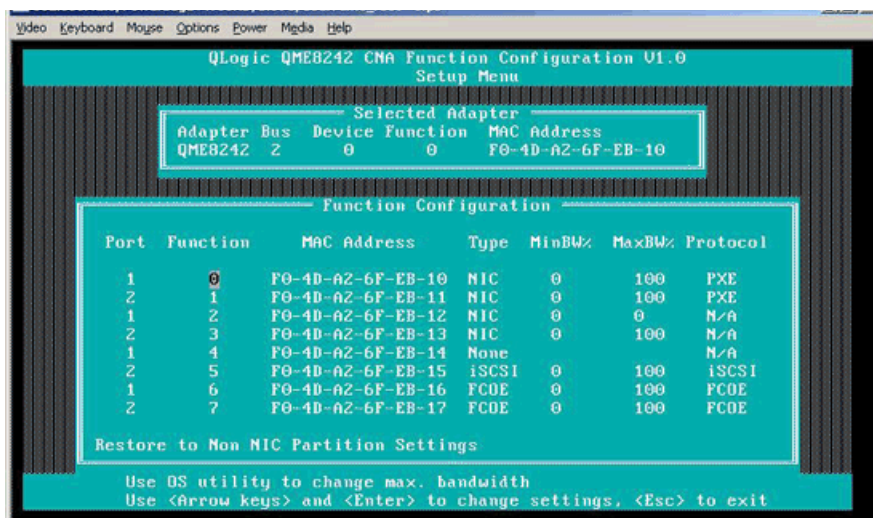 Video Keyboard Mouse Options Power Media Help
QLogic QME8242 CNA Function Configuration V1.0
Setup Menu
Selected Adapter
Adapter Bus Device Function MAC Address
QME8242 2 0 0 F0-4D-A2-6F-EB-10
Function Configuration
Port Function MAC Address Type MinBW% MaxBW% Protocol
1 0 F0-4D-A2-6F-EB-10 NIC 0 100 PXE
2 1 F0-4D-A2-6F-EB-11 NIC 0 100 PXE
1 2 F0-4D-A2-6F-EB-12 NIC 0 0 N/A
2 3 F0-4D-A2-6F-EB-13 NIC 0 100 N/A
1 4 F0-4D-A2-6F-EB-14 None N/A
2 5 F0-4D-A2-6F-EB-15 iSCSI 0 100 iSCSI
1 6 F0-4D-A2-6F-EB-16 FCOE 0 100 FCOE
2 7 F0-4D-A2-6F-EB-17 FCOE 0 100 FCOE
Restore to Non NIC Partition Settings
Use OS utility to change max. bandwidth
Use <Arrow keys> and <Enter> to change settings, <Esc> to exit